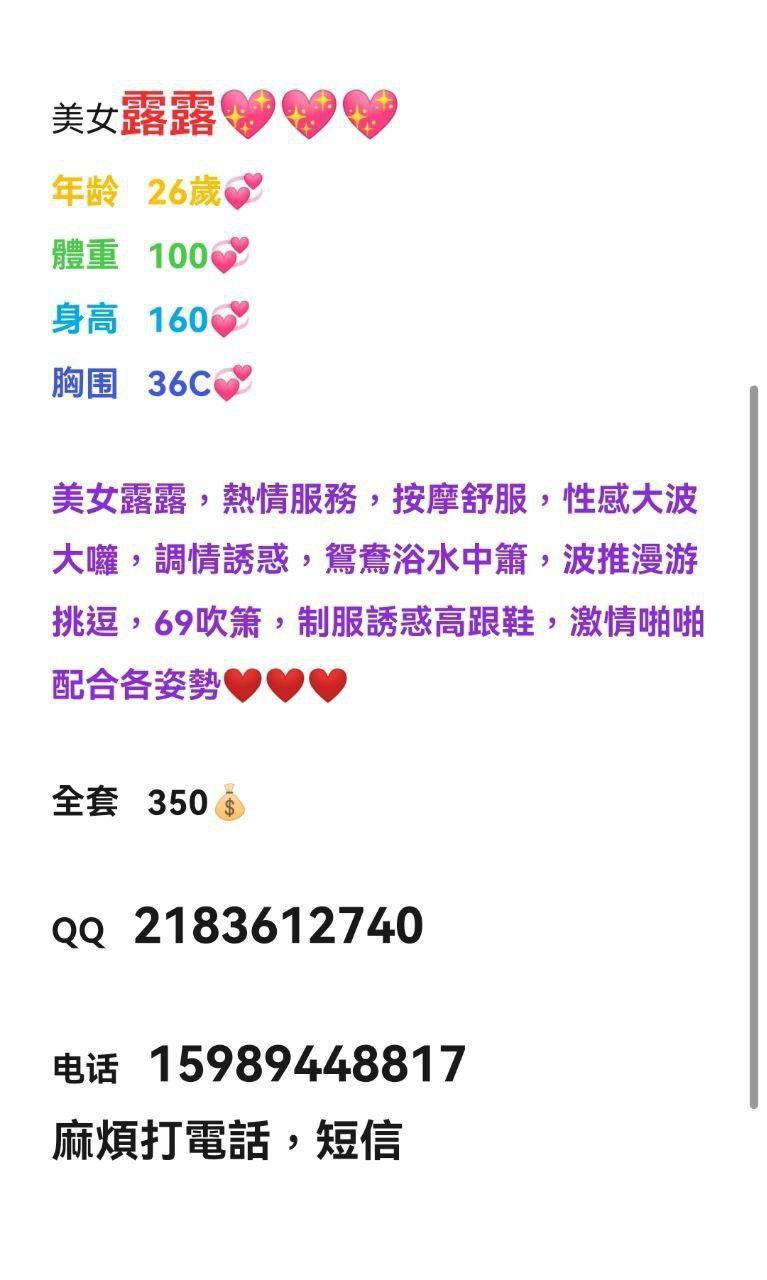 美女露露💖💖💖
年龄 26歲💞
體重 100💞
身高 160💞
胸围 36C💞
美女露露，熱情服務，按摩舒服，性感大波
大囉，調情誘惑，鴛鴦浴水中簫，波推漫游
挑逗，69吹箫，制服誘惑高跟鞋，激情啪啪
配合各姿勢❤️❤️❤️
全套 350💰
QQ 2183612740
电话 15989448817
麻煩打電話，短信